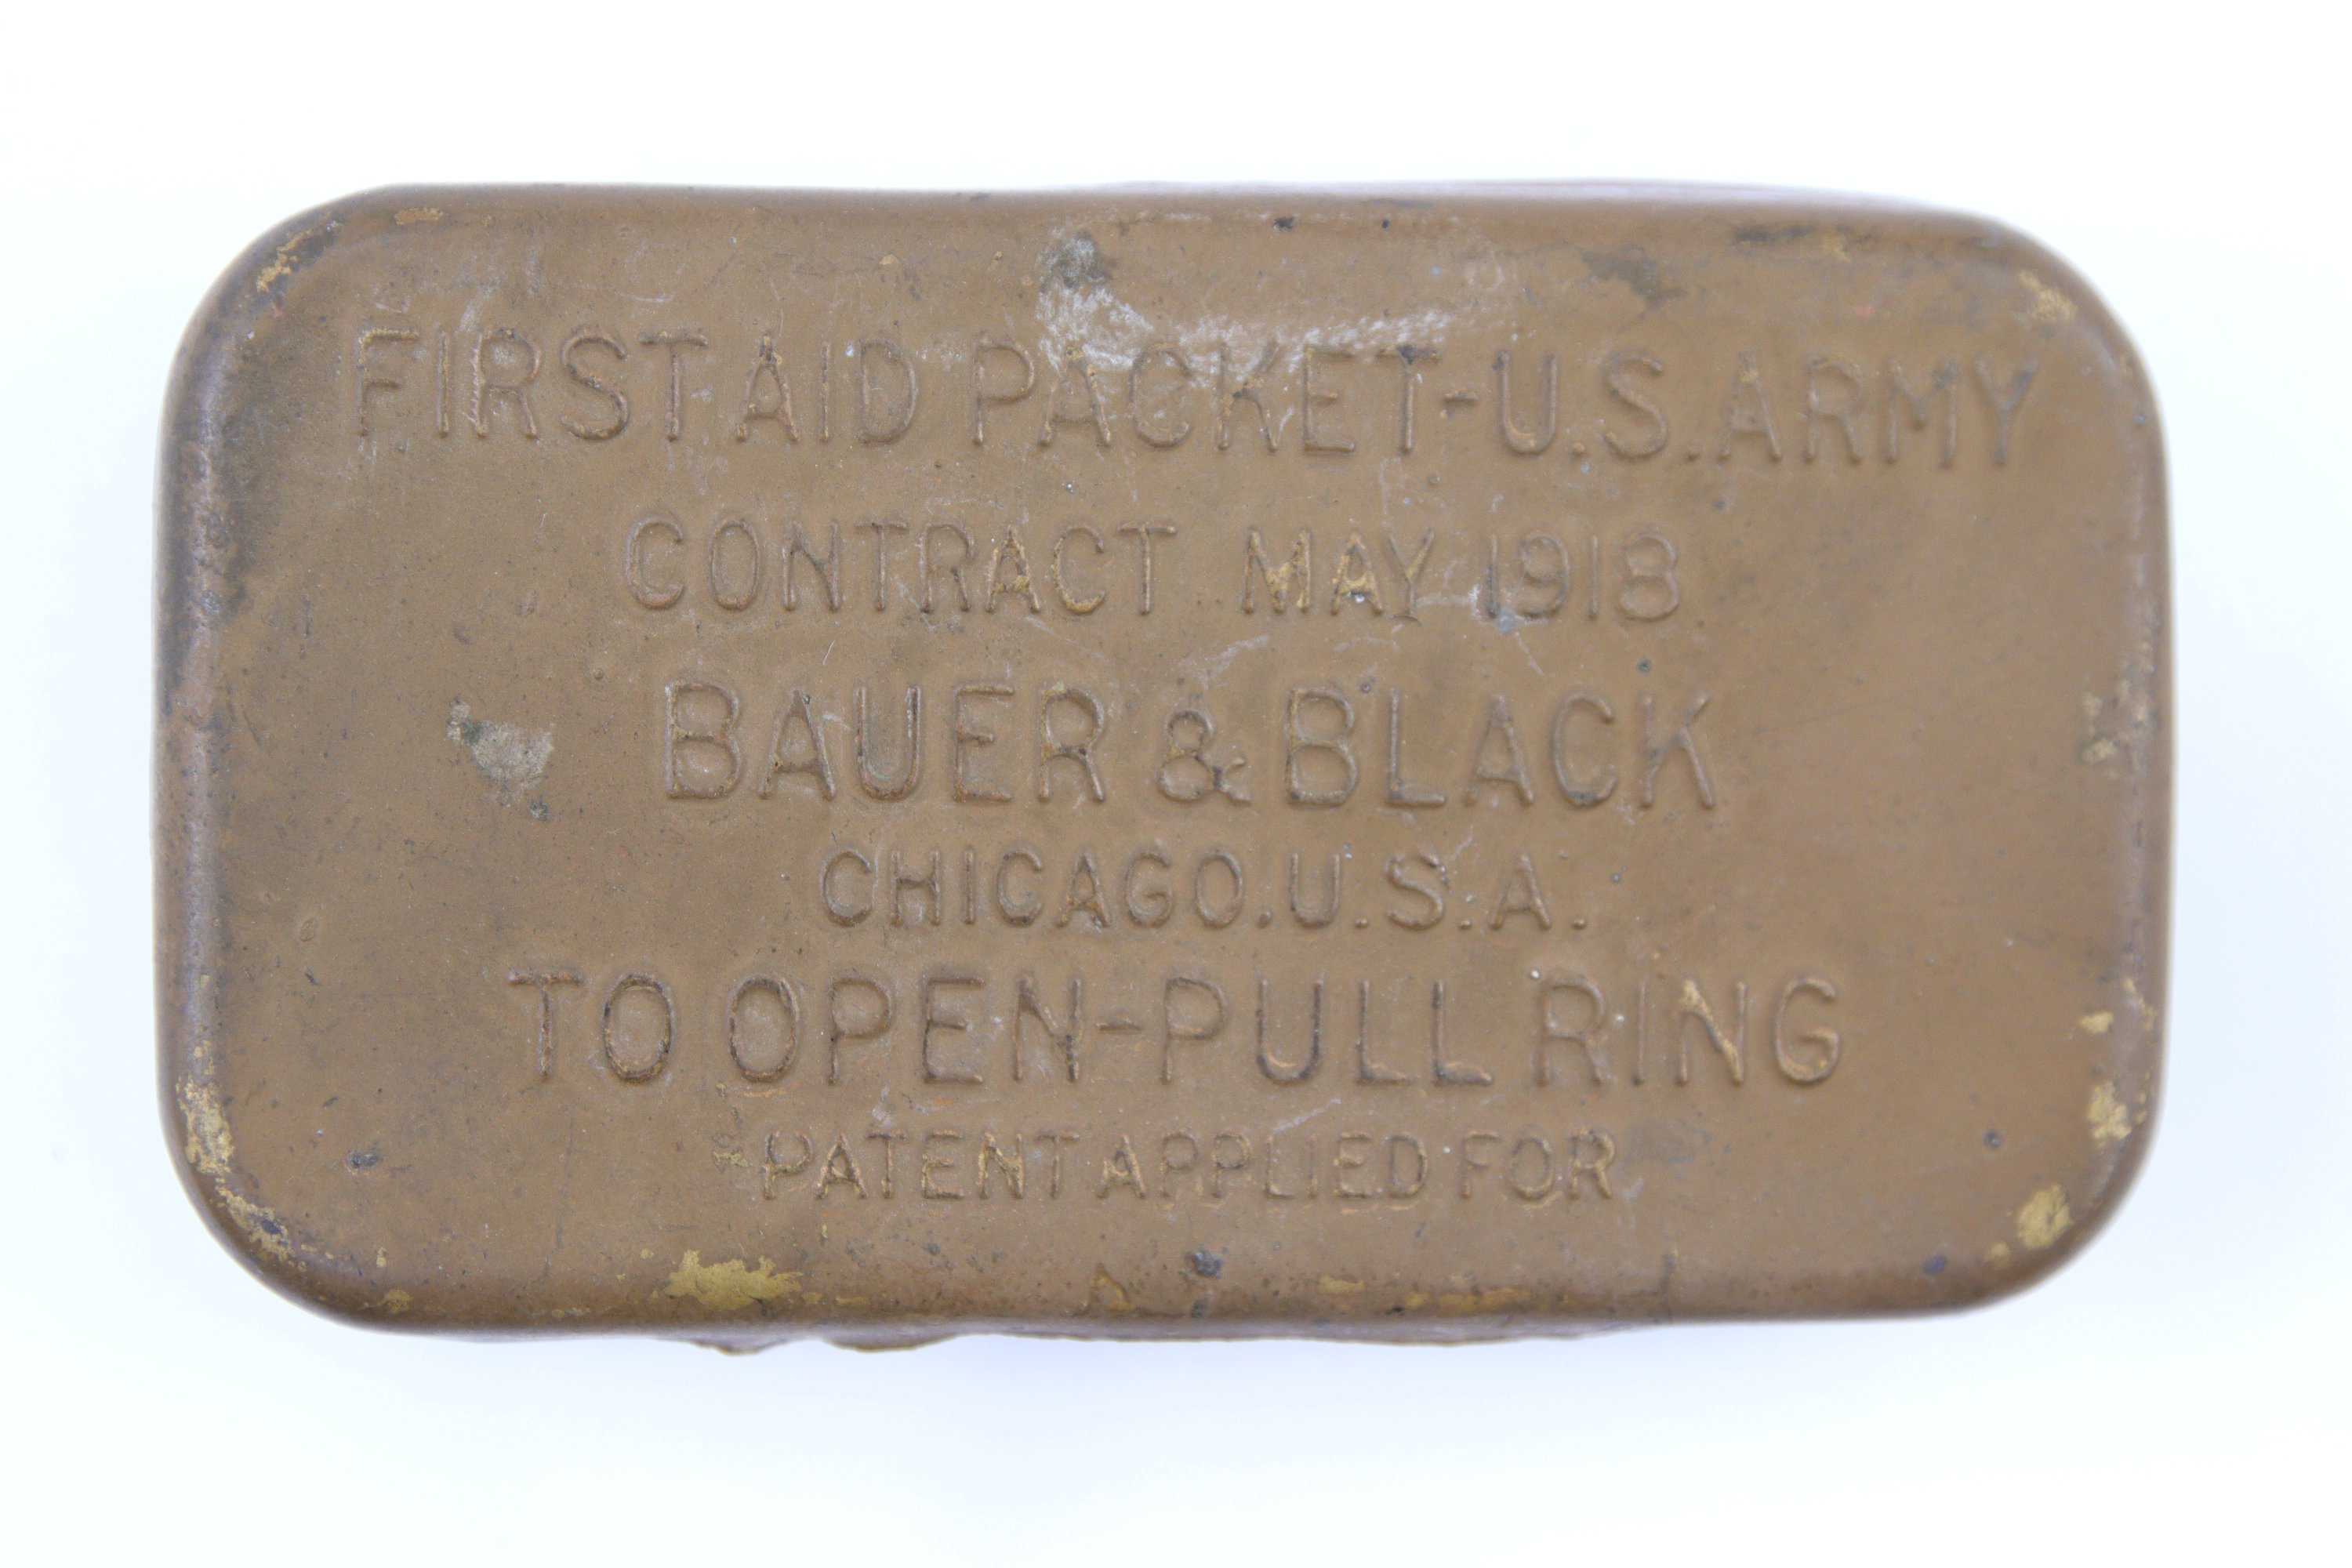 FIRST AID PACKET-U.S.ARMY
CONTRACT MAY 1918
BAUER & BLACK
CHICAGO.U.S.A.
TO OPEN-PULL RING
PATENT APPLIED FOR